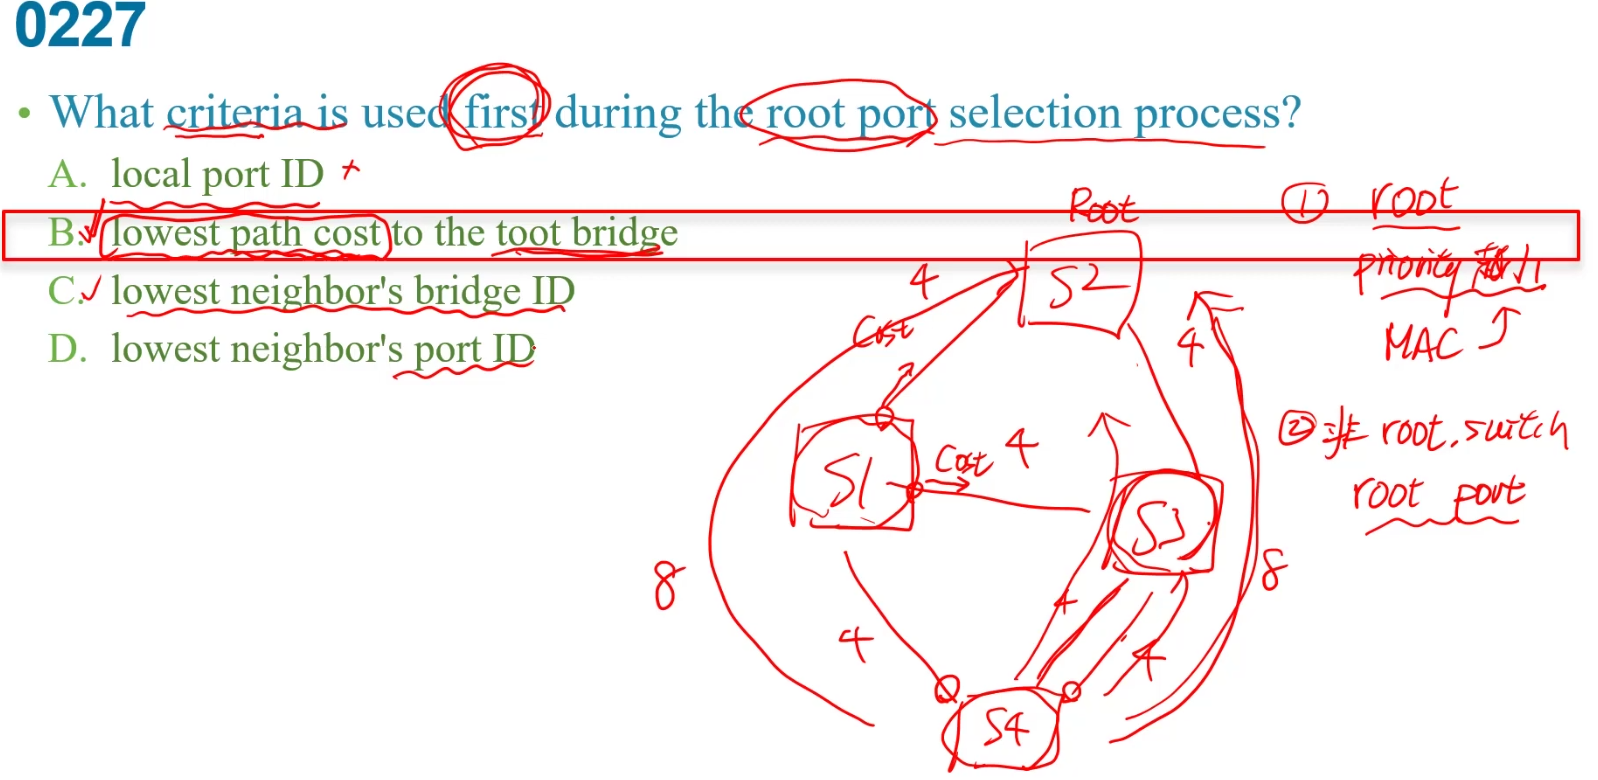 0227
• What criteria is used first during the root port selection process?
A. local port ID
B. lowest path cost to the toot bridge
C. lowest neighbor's bridge ID
D. lowest neighbor's port ID
Root
① root
S2
4
priority 小
Cost
4
MAC
② 非 root switch
root port
S1
Cost 4
S3
8
8
4
4
4
S4